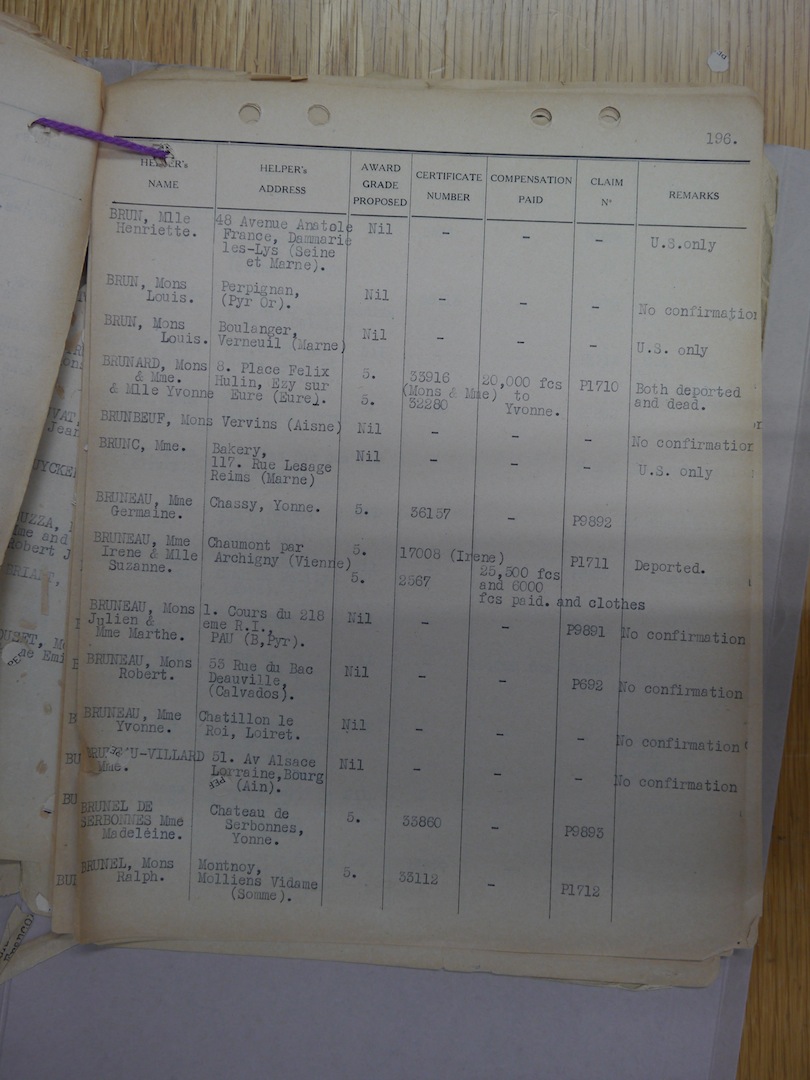 196.
HELPER's NAME
HELPER's ADDRESS
AWARD GRADE PROPOSED
CERTIFICATE NUMBER
COMPENSATION PAID
CLAIM N°
REMARKS
BRUN, Mlle 48 Avenue Anatole Nil - - - U.S.only
Henriette. France, Dammarie
les-Lys (Seine
et Marne).
BRUN, Mons Perpignan, Nil - - - No confirmation
Louis. (Pyr Or).
BRUN, Mons Boulanger, Nil - - - U.S. only
Louis. Verneuil (Marne)
BRUNARD, Mons 8. Place Felix 5. 33916 20,000 fcs P1710 Both deported
& Mme. Hulin, Ezy sur (Mons & Mme) to and dead.
& Mlle Yvonne Eure (Eure). 5. 32280 Yvonne.
BRUNBEUF, Mons Vervins (Aisne) Nil - - - No confirmation
BRUNC, Mme. Bakery, Nil - - - U.S. only
117. Rue Lesage
Reims (Marne)
BRUNEAU, Mme Chassy, Yonne. 5. 36157 - P9892
Germaine.
BRUNEAU, Mme Chaumont par 5. 17008 (Irene) P1711 Deported.
Irene & Mlle Archigny (Vienne) 25,500 fcs
Suzanne. 5. 2567 and 6000
fcs paid. and clothes
BRUNEAU, Mons 1. Cours du 218 Nil - - P9891 No confirmation
Julien & eme R.I.,
Mme Marthe. PAU (B,Pyr).
BRUNEAU, Mons 53 Rue du Bac Nil - - P692 No confirmation
Robert. Deauville,
(Calvados).
BRUNEAU, Mme Chatillon le Nil - - - No confirmation
Yvonne. Roi, Loiret.
U-VILLARD 51. Av Alsace Nil - - - No confirmation
Mme. Lorraine,Bourg
(Ain).
BRUNEL DE Chateau de 5. 33860 - P9893
SERBONNES Mme Serbonnes,
Madeleine. Yonne.
BRUNEL, Mons Montnoy, 5. 33112 - P1712
Ralph. Molliens Vidame
(Somme).